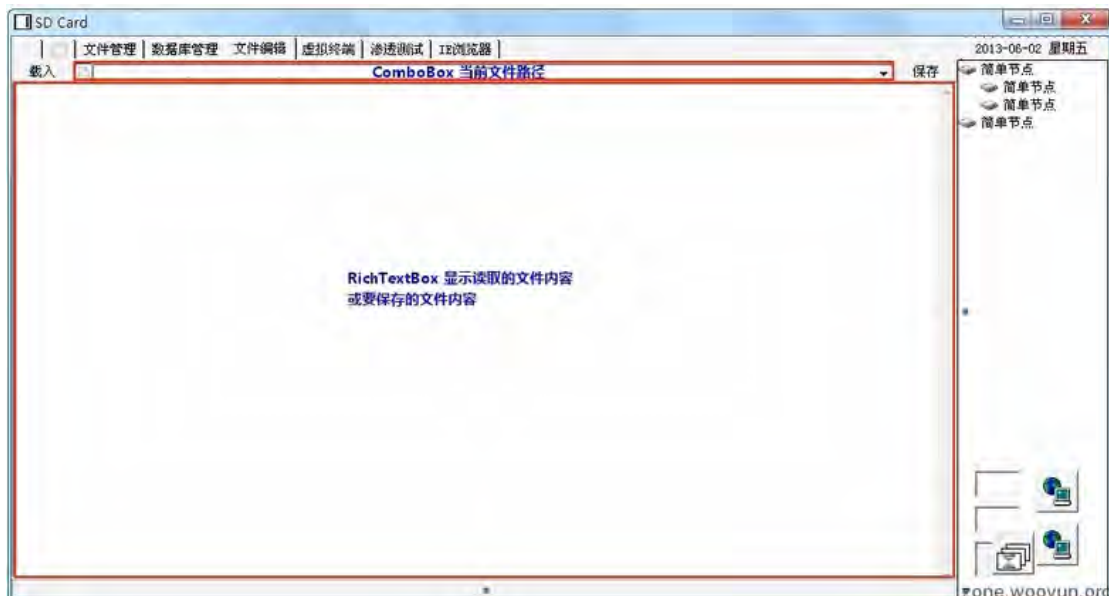 SD Card
文件管理 数据库管理 文件编辑 虚拟终端 渗透测试 IE浏览器
2013-06-02 星期五
载入
ComboBox 当前文件路径
保存
简单节点
简单节点
简单节点
简单节点
RichTextBox 显示读取的文件内容
或要保存的文件内容
zone.wooyun.org